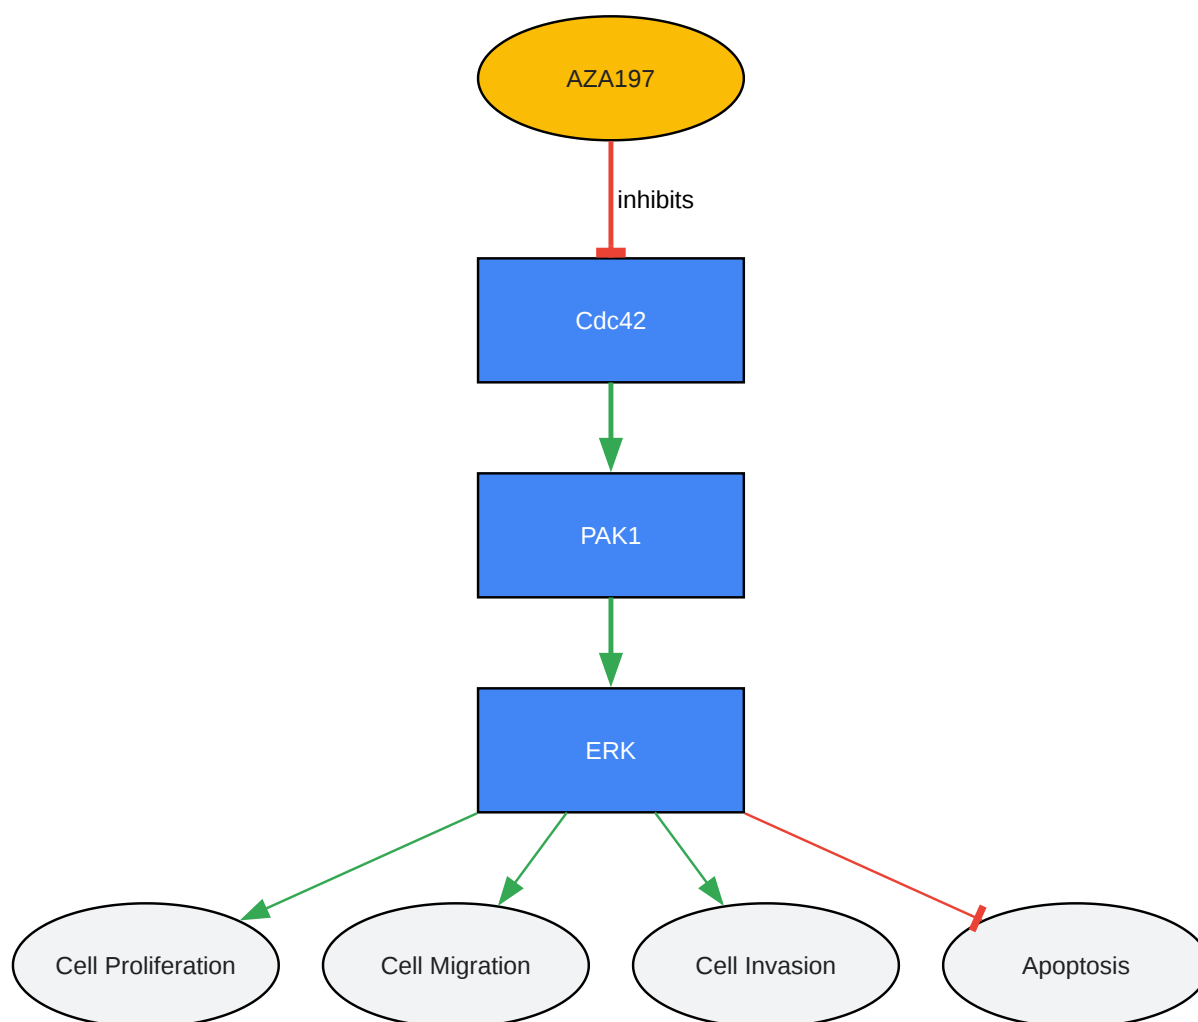 AZA197
inhibits
Cdc42
PAK1
ERK
Cell Proliferation
Cell Migration
Cell Invasion
Apoptosis